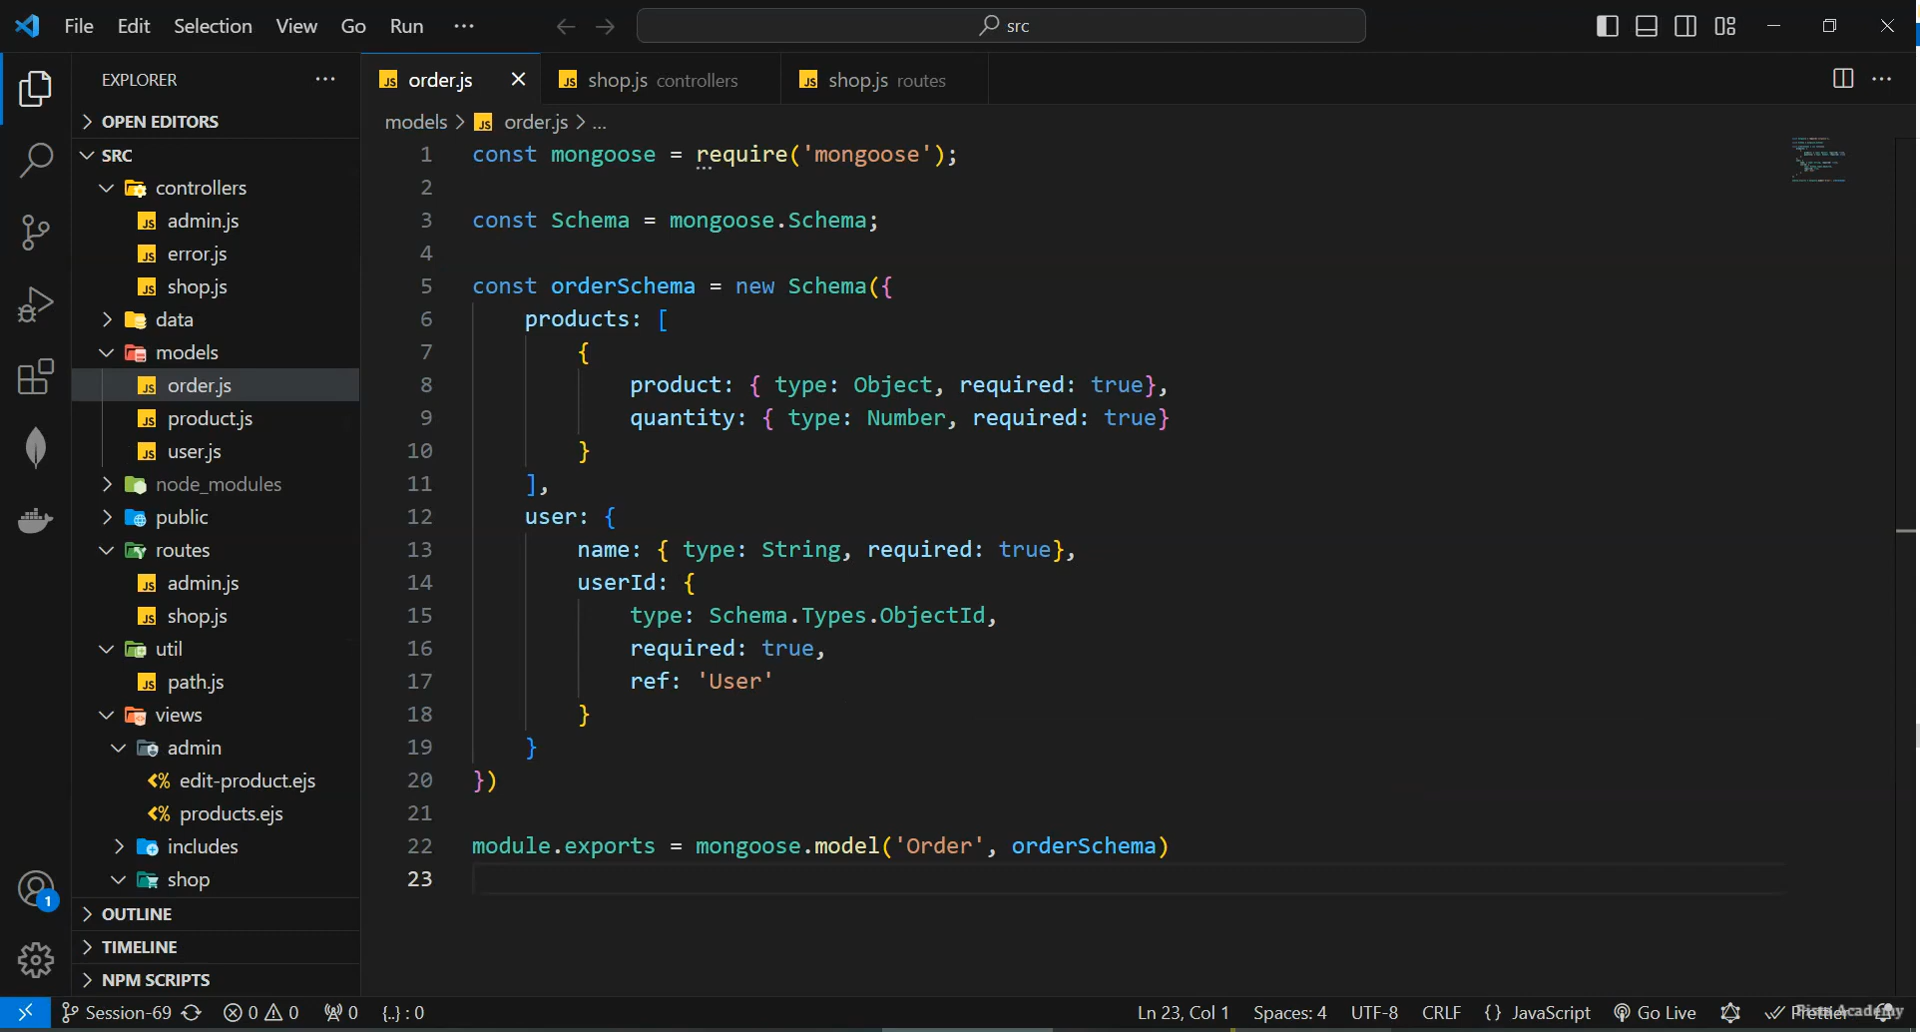 File Edit Selection View Go Run ··· src
EXPLORER ···
OPEN EDITORS
SRC
controllers
admin.js
error.js
shop.js
data
models
order.js
product.js
user.js
node_modules
public
routes
admin.js
shop.js
util
path.js
views
admin
edit-product.ejs
products.ejs
includes
shop
OUTLINE
TIMELINE
NPM SCRIPTS
1
JS order.js JS shop.js controllers JS shop.js routes ···
models > JS order.js > ...
1 const mongoose = require('mongoose');
2
3 const Schema = mongoose.Schema;
4
5 const orderSchema = new Schema({
6 products: [
7 {
8 product: { type: Object, required: true},
9 quantity: { type: Number, required: true}
10 }
11 ],
12 user: {
13 name: { type: String, required: true},
14 userId: {
15 type: Schema.Types.ObjectId,
16 required: true,
17 ref: 'User'
18 }
19 }
20 })
21
22 module.exports = mongoose.model('Order', orderSchema)
23
Session-69 0 0 0 {..} : 0 Ln 23, Col 1 Spaces: 4 UTF-8 CRLF {} JavaScript Go Live Prettier